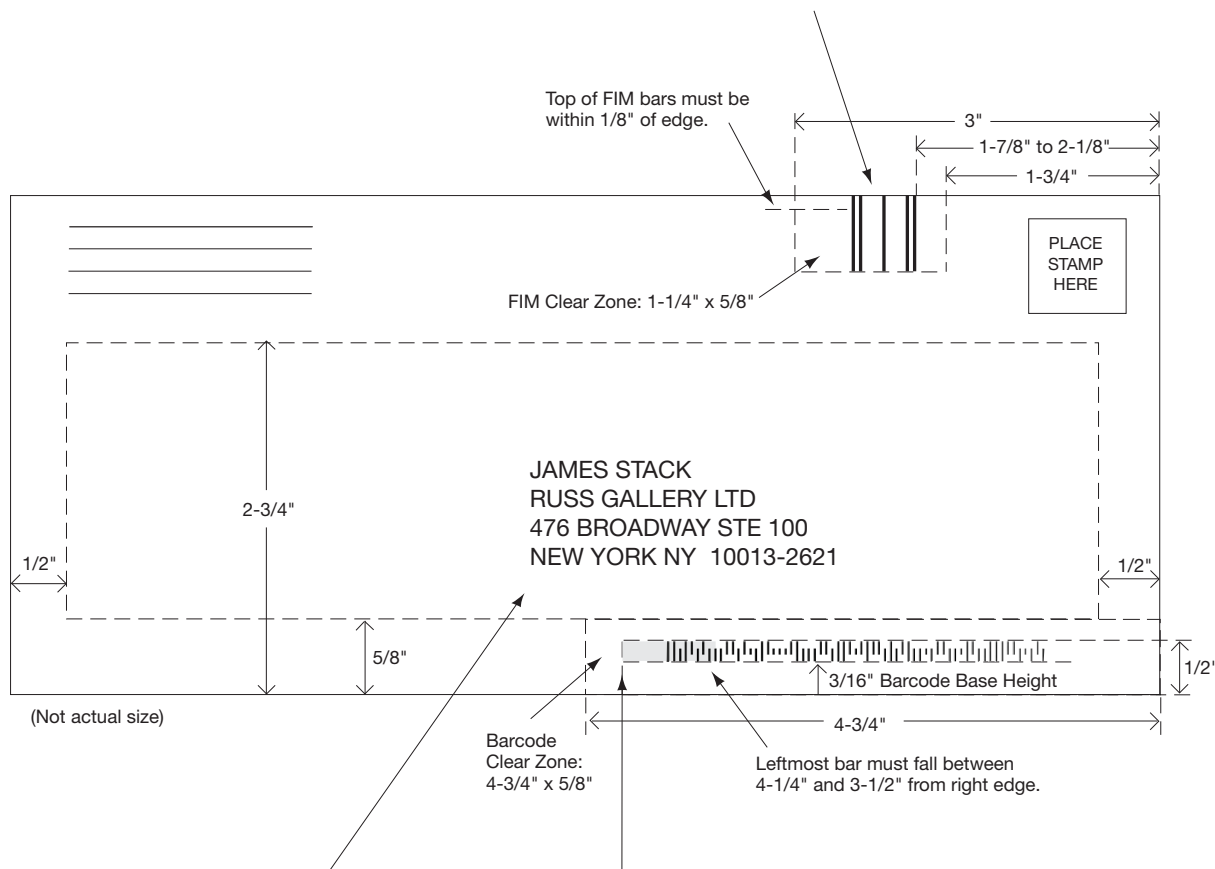 Top of FIM bars must be
within 1/8" of edge.
3"
1-7/8" to 2-1/8"
1-3/4"
PLACE
STAMP
HERE
FIM Clear Zone: 1-1/4" x 5/8"
JAMES STACK
RUSS GALLERY LTD
476 BROADWAY STE 100
NEW YORK NY  10013-2621
2-3/4"
1/2"
1/2"
5/8"
1/2'
3/16" Barcode Base Height
(Not actual size)
4-3/4"
Barcode
Clear Zone:
4-3/4" x 5/8"
Leftmost bar must fall between
4-1/4" and 3-1/2" from right edge.